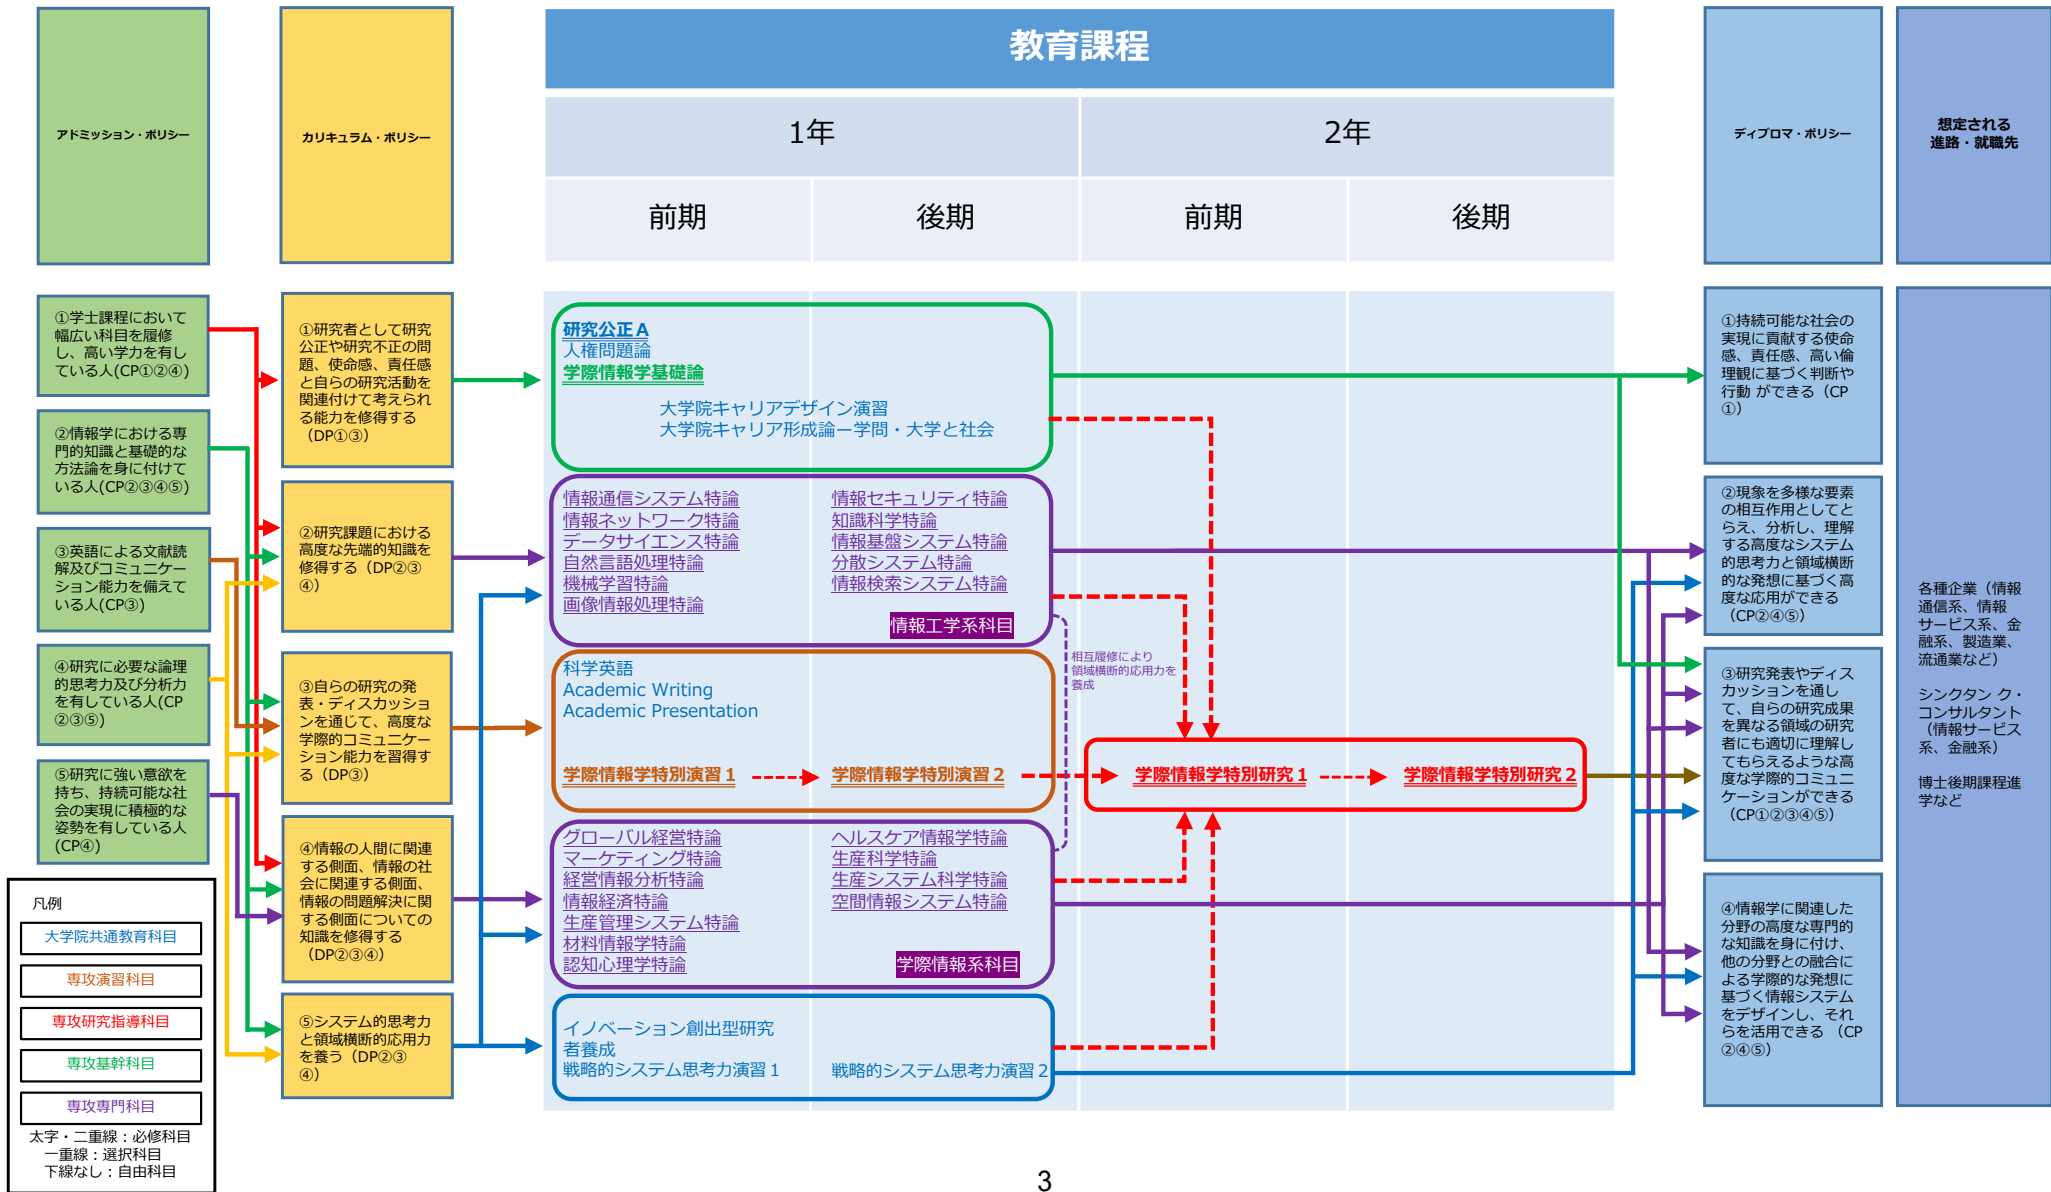 教育課程
アドミッション・ポリシー
カリキュラム・ポリシー
1年
2年
ディプロマ・ポリシー
想定される
進路・就職先
前期
後期
前期
後期
①学士課程において
幅広い科目を履修
し、高い学力を有し
ている人(CP①②④)
②情報学における専
門的知識と基礎的な
方法論を身に付けて
いる人(CP②③④⑤)
③英語による文献読
解及びコミュニケー
ション能力を備えて
いる人(CP③)
④研究に必要な論理
的思考力及び分析力
を有している人(CP
②③⑤)
⑤研究に強い意欲を
持ち、持続可能な社
会の実現に積極的な
姿勢を有している人
(CP④)
①研究者として研究
公正や研究不正の問
題、使命感、責任感
と自らの研究活動を
関連付けて考えられ
る能力を修得する
（DP①③）
②研究課題における
高度な先端的知識を
修得する（DP②③
④）
③自らの研究の発
表・ディスカッショ
ンを通じて、高度な
学際的コミュニケー
ション能力を習得す
る（DP③）
④情報の人間に関連
する側面、情報の社
会に関連する側面、
情報の問題解決に関
する側面についての
知識を修得する
（DP②③④）
⑤システム的思考力
と領域横断的応用力
を養う（DP②③
④）
研究公正Ａ
人権問題論
学際情報学基礎論
大学院キャリアデザイン演習
大学院キャリア形成論ー学問・大学と社会
情報通信システム特論
情報ネットワーク特論
データサイエンス特論
自然言語処理特論
機械学習特論
画像情報処理特論
情報セキュリティ特論
知識科学特論
情報基盤システム特論
分散システム特論
情報検索システム特論
情報工学系科目
相互履修により
領域横断的応用力を
養成
科学英語
Academic Writing
Academic Presentation
学際情報学特別演習１
学際情報学特別演習２
学際情報学特別研究１
学際情報学特別研究２
グローバル経営特論
マーケティング特論
経営情報分析特論
情報経済特論
生産管理システム特論
材料情報学特論
認知心理学特論
ヘルスケア情報学特論
生産科学特論
生産システム科学特論
空間情報システム特論
学際情報系科目
イノベーション創出型研究
者養成
戦略的システム思考力演習１
戦略的システム思考力演習２
①持続可能な社会の
実現に貢献する使命
感、責任感、高い倫
理観に基づく判断や
行動 ができる（CP
①）
②現象を多様な要素
の相互作用としてと
らえ、分析し、理解
する高度なシステム
的思考力と領域横断
的な発想に基づく高
度な応用ができる
（CP②④⑤）
③研究発表やディス
カッションを通し
て、自らの研究成果
を異なる領域の研究
者にも適切に理解し
てもらえるような高
度な学際的コミュニ
ケーションができる
（CP①②③④⑤）
④情報学に関連した
分野の高度な専門的
な知識を身に付け、
他の分野との融合に
よる学際的な発想に
基づく情報システム
をデザインし、それ
らを活用できる （CP
②④⑤）
各種企業（情報
通信系、情報
サービス系、金
融系、製造業、
流通業など）
シンクタン ク・
コンサルタント
（情報サービス
系、金融系）
博士後期課程進
学など
凡例
大学院共通教育科目
専攻演習科目
専攻研究指導科目
専攻基幹科目
専攻専門科目
太字・二重線：必修科目
一重線：選択科目
下線なし：自由科目
3